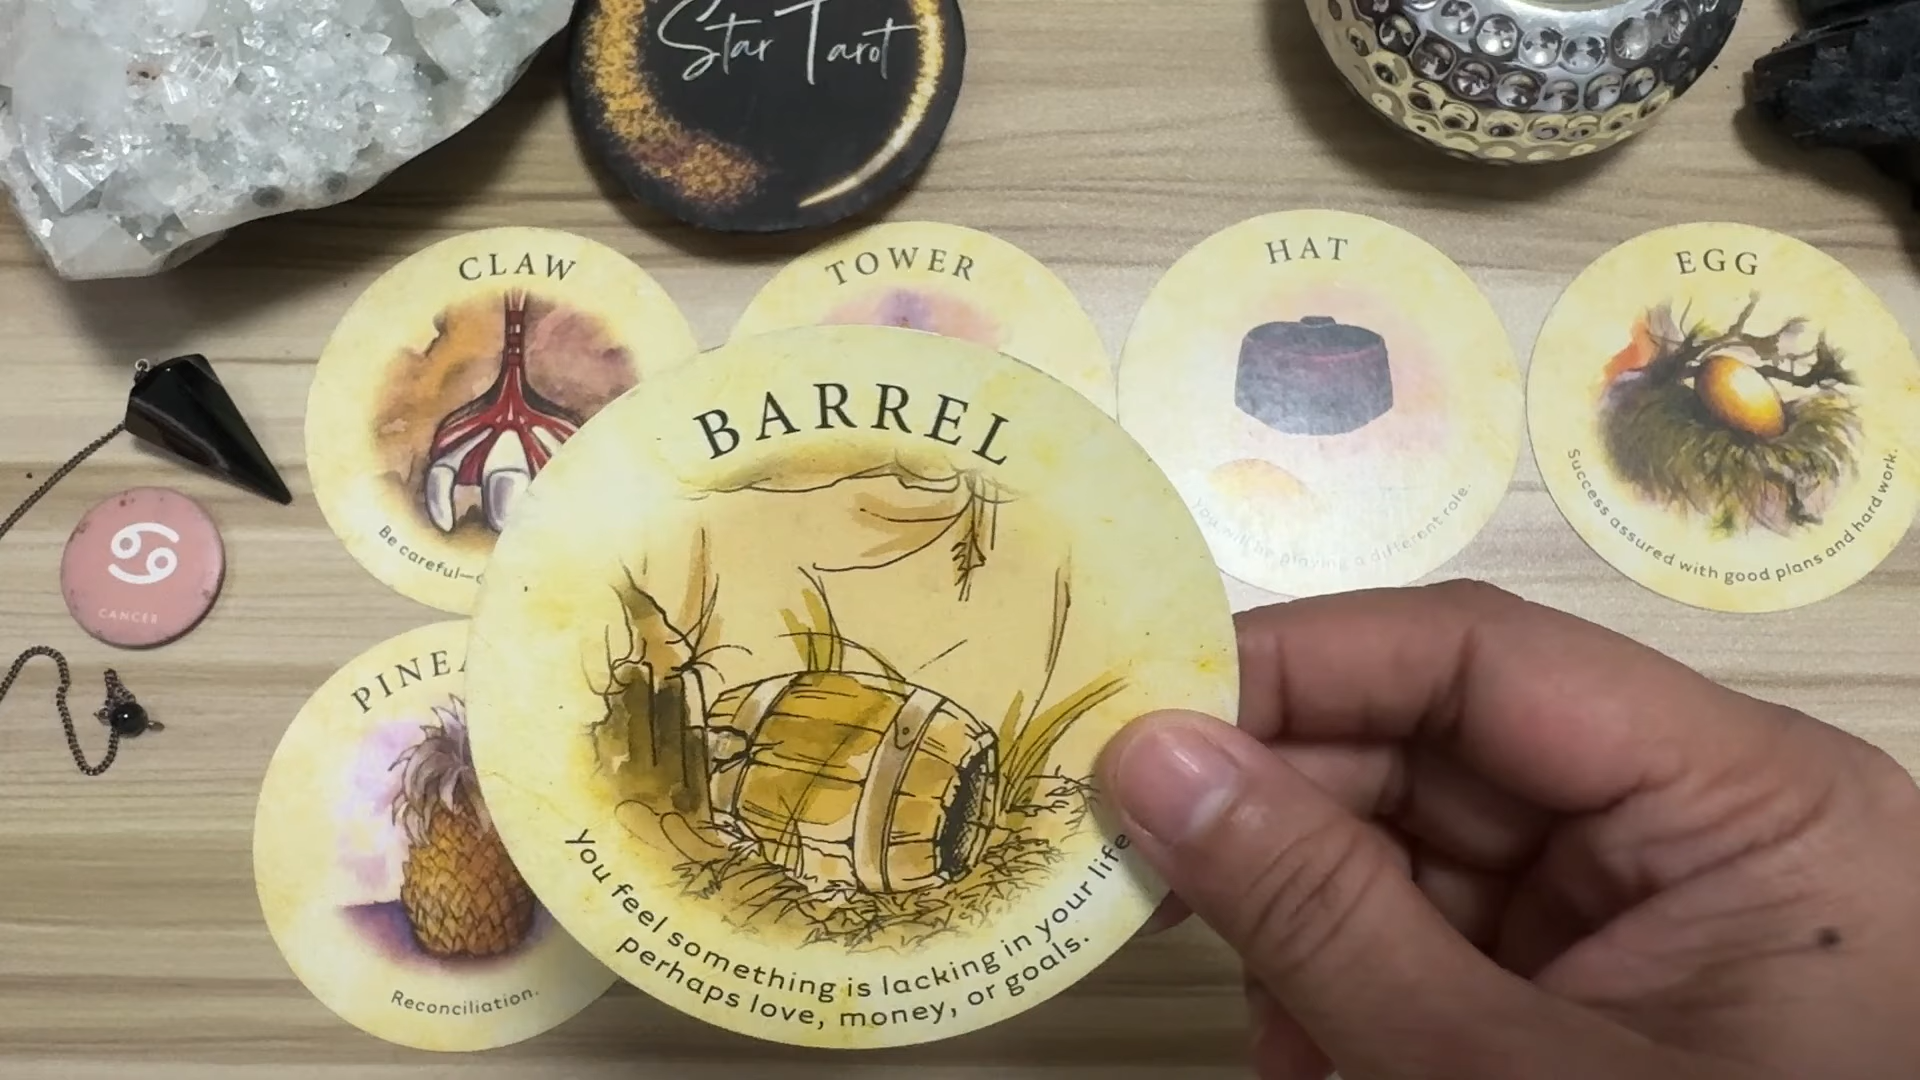 Star Tarot
CLAW
Be careful—
TOWER
HAT
You will be playing a different role.
EGG
Success assured with good plans and hard work.
CANCER
BARREL
You feel something is lacking in your life
perhaps love, money, or goals.
PINEA
Reconciliation.